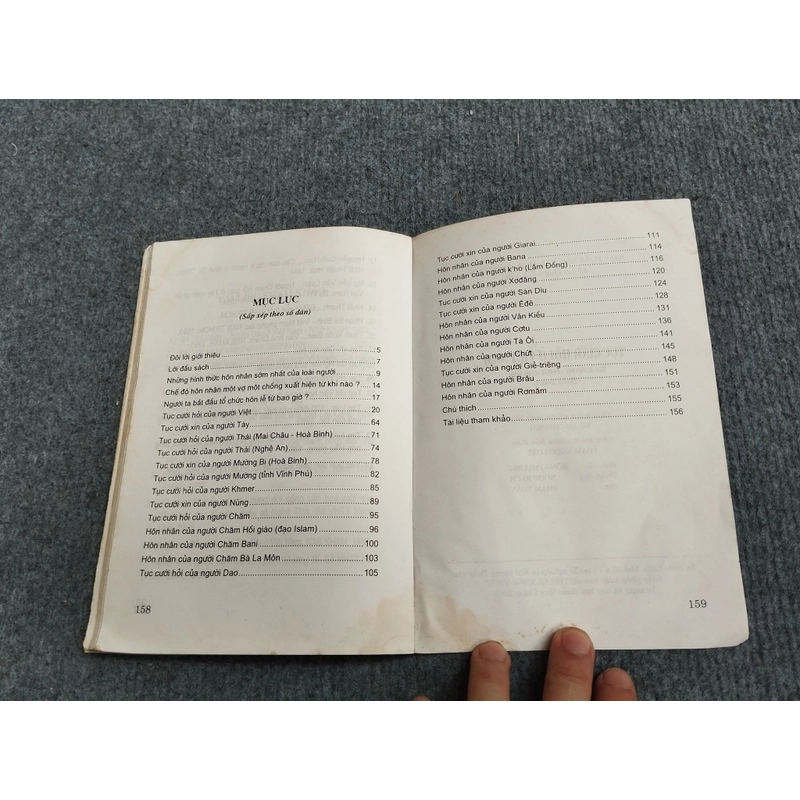 MỤC LỤC
(Sắp xếp theo số dân)
Đôi lời giới thiệu ........ 5
Lời đầu sách ........ 7
Những hình thức hôn nhân sớm nhất của loài người ........ 9
Chế độ hôn nhân một vợ một chồng xuất hiện từ khi nào ? .. 14
Người ta bắt đầu tổ chức hôn lễ từ bao giờ ? ........ 17
Tục cưới hỏi của người Việt ........ 20
Tục cưới xin của người Tày ........ 64
Tục cưới hỏi của người Thái (Mai Châu - Hoà Bình) ........ 71
Tục cưới hỏi của người Thái (Nghệ An) ........ 74
Tục cưới xin của người Mường Bi (Hoà Bình) ........ 78
Tục cưới hỏi của người Mường (tỉnh Vĩnh Phú) ........ 82
Tục cưới hỏi của người Khmer ........ 85
Tục cưới xin của người Nùng ........ 89
Tục cưới hỏi của người Chăm ........ 95
Hôn nhân của người Chăm Hồi giáo (đạo Islam) ........ 96
Hôn nhân của người Chăm Bani ........ 100
Hôn nhân của người Chăm Bà La Môn ........ 103
Tục cưới hỏi của người Dao ........ 105
158
Tục cưới xin của người Giarai ........ 111
Hôn nhân của người Bana ........ 114
Hôn nhân của người k'ho (Lâm Đồng) ........ 116
Hôn nhân của người Xơđăng ........ 120
Tục cưới xin của người Sán Dìu ........ 124
Tục cưới xin của người Êđê ........ 128
Hôn nhân của người Vân Kiều ........ 131
Hôn nhân của người Cơtu ........ 136
Hôn nhân của người Tà Ôi ........ 141
Hôn nhân của người Chứt ........ 145
Tục cưới xin của người Giẻ-triêng ........ 148
Hôn nhân của người Brâu ........ 151
Hôn nhân của người Rơmăm ........ 153
Chú thích ........ 155
Tài liệu tham khảo ........ 156
159